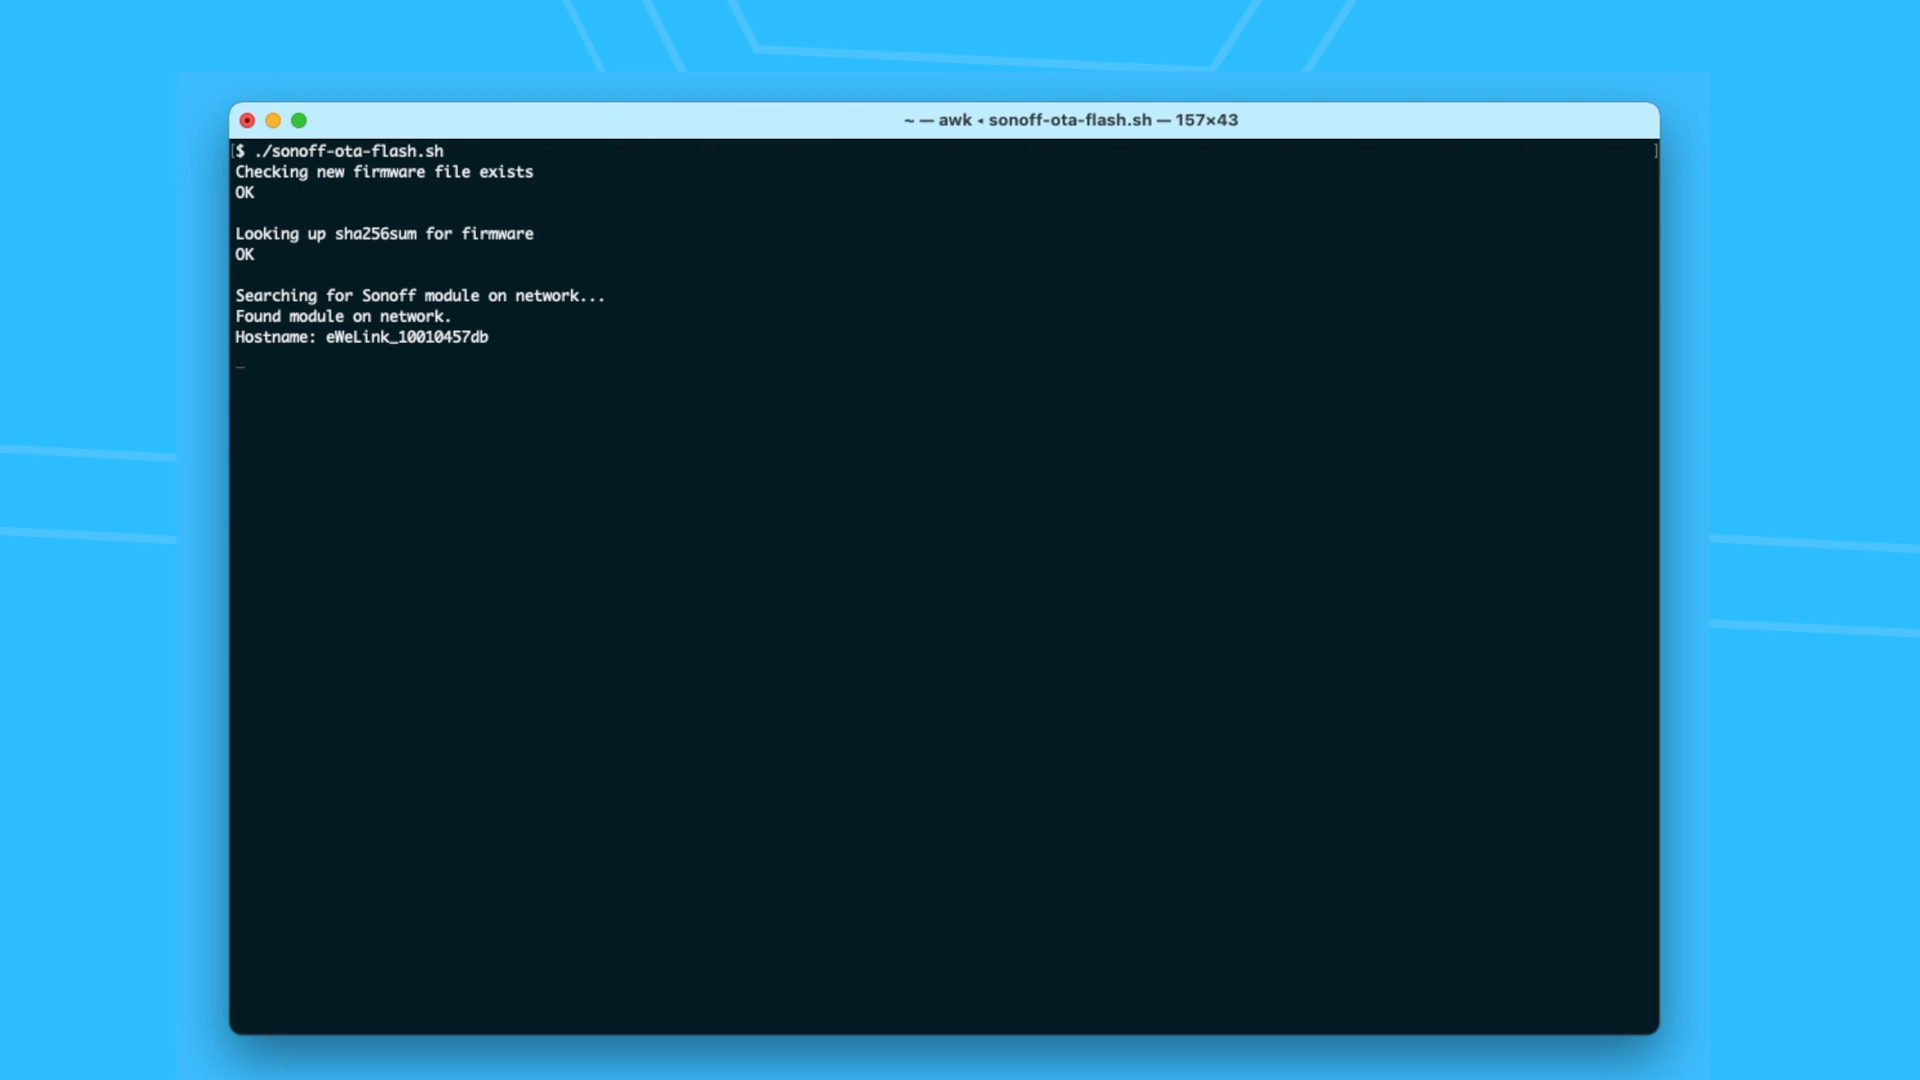 ~ — awk ◂ sonoff-ota-flash.sh — 157×43
[$ ./sonoff-ota-flash.sh ]
Checking new firmware file exists
OK
Looking up sha256sum for firmware
OK
Searching for Sonoff module on network...
Found module on network.
Hostname: eWeLink_10010457db
_